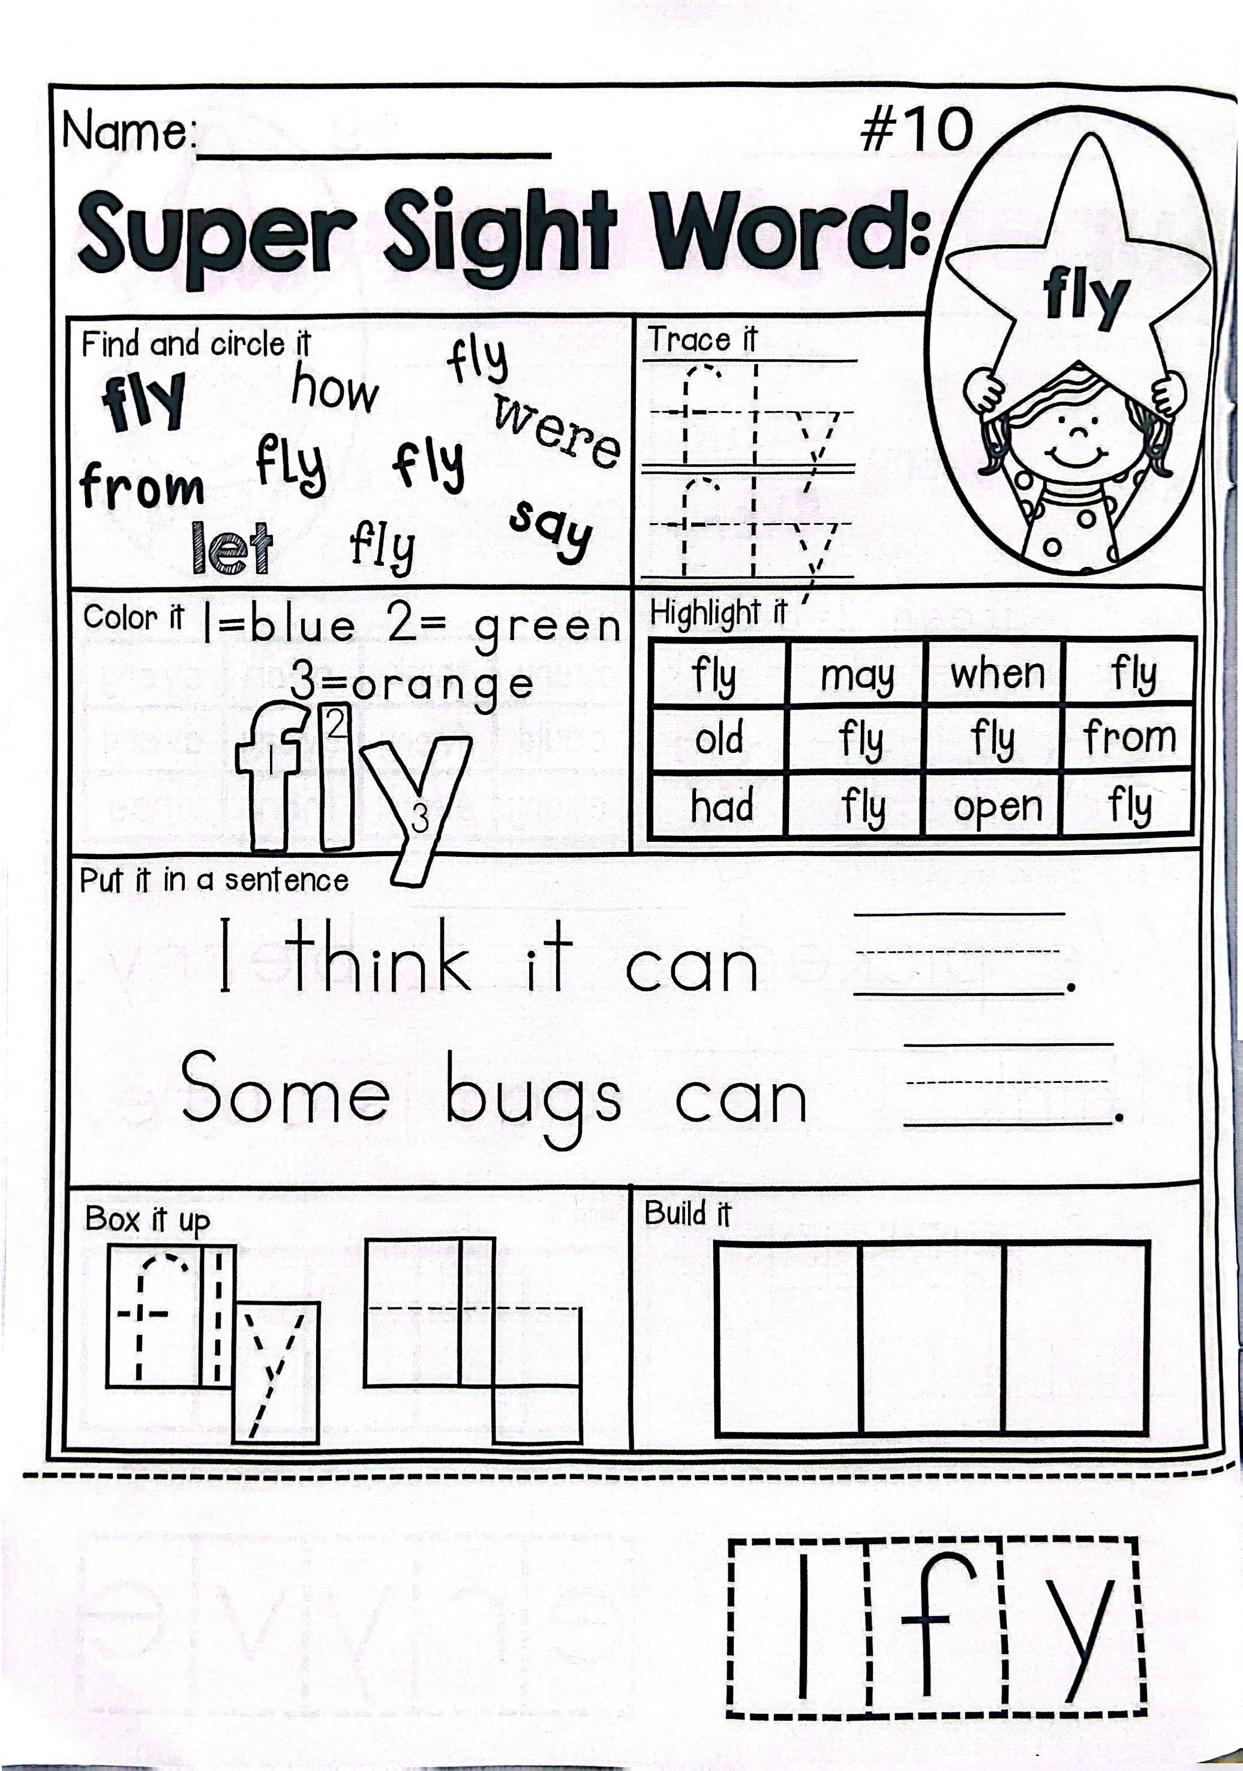 Name:
#10
Super Sight Word:
fly
Find and circle it
fly
how
fly
were
from
fly
fly
let
fly
say
Trace it
fly
fly
Color it 1=blue 2= green
3=orange
1 2 3
fly
Highlight it
fly may when fly
old fly fly from
had fly open fly
Put it in a sentence
I think it can .
Some bugs can .
Box it up
fly
Build it
l f y